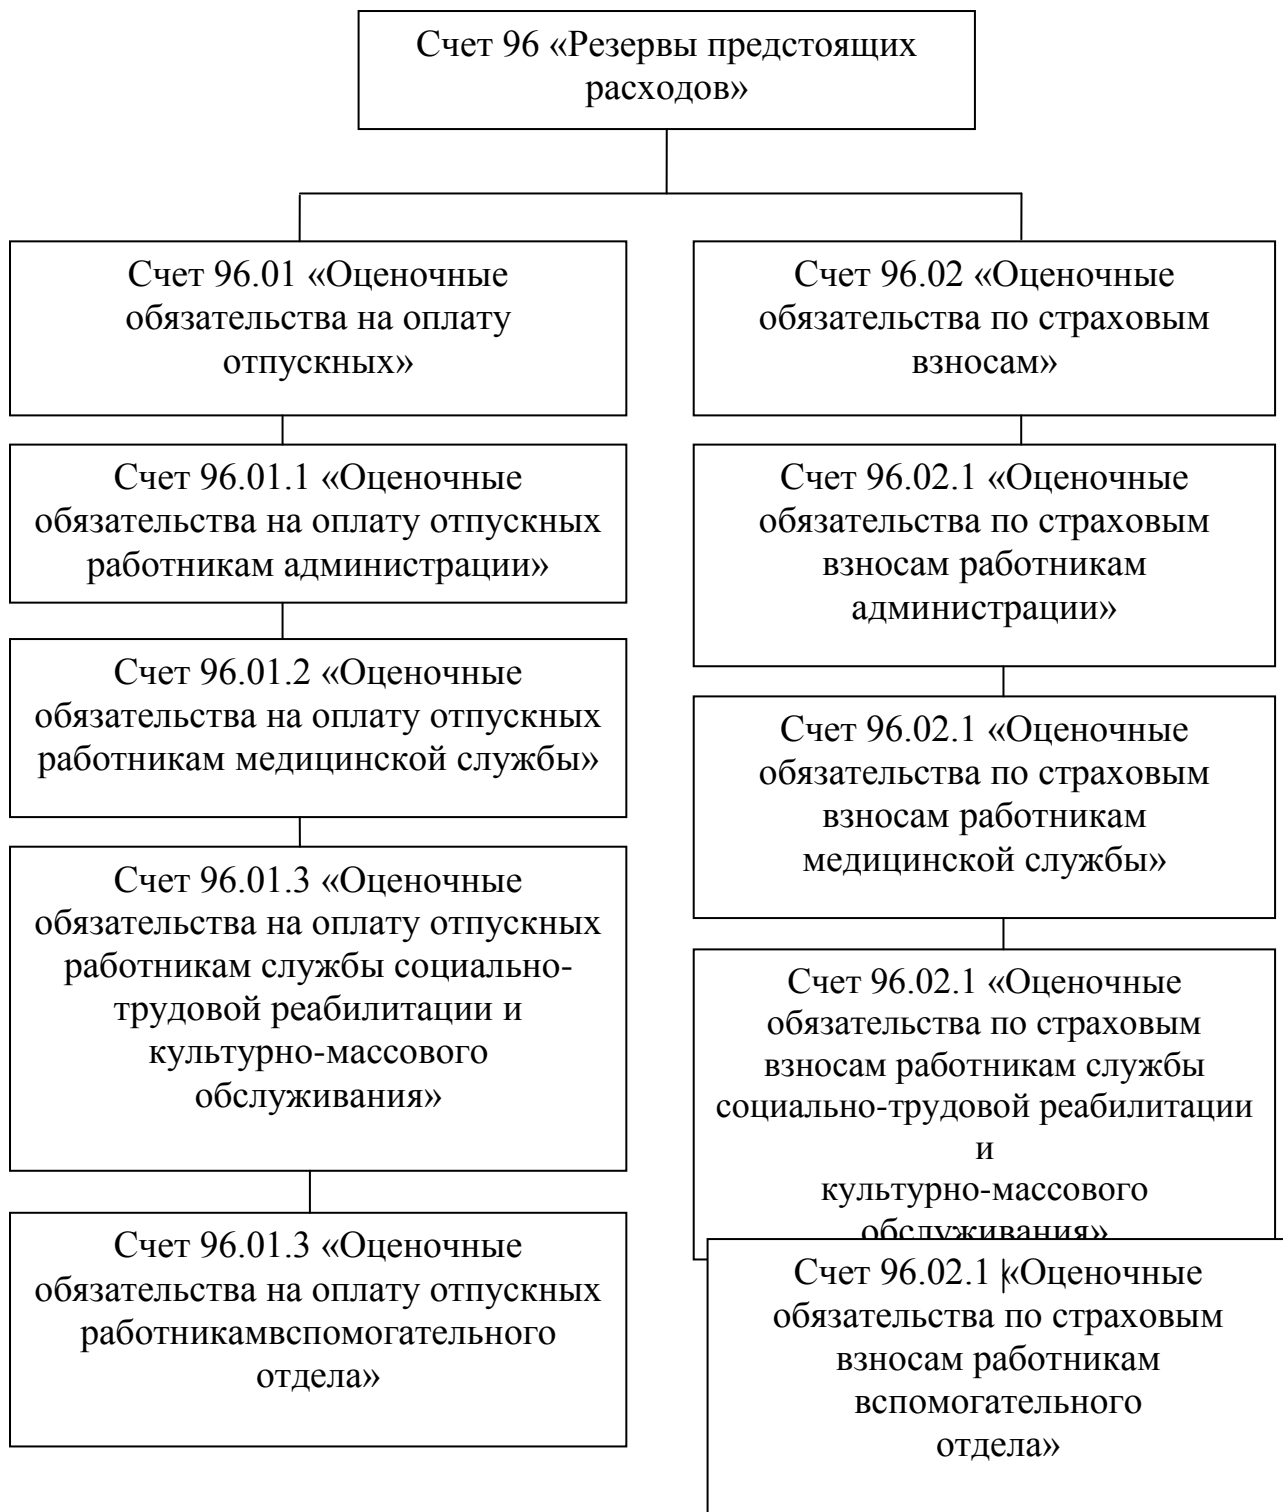 Счет 96 «Резервы предстоящих
расходов»
Счет 96.01 «Оценочные
обязательства на оплату
отпускных»
Счет 96.01.1 «Оценочные
обязательства на оплату отпускных
работникам администрации»
Счет 96.01.2 «Оценочные
обязательства на оплату отпускных
работникам медицинской службы»
Счет 96.01.3 «Оценочные
обязательства на оплату отпускных
работникам службы социально-
трудовой реабилитации и
культурно-массового
обслуживания»
Счет 96.01.3 «Оценочные
обязательства на оплату отпускных
работникамвспомогательного
отдела»
Счет 96.02 «Оценочные
обязательства по страховым
взносам»
Счет 96.02.1 «Оценочные
обязательства по страховым
взносам работникам
администрации»
Счет 96.02.1 «Оценочные
обязательства по страховым
взносам работникам
медицинской службы»
Счет 96.02.1 «Оценочные
обязательства по страховым
взносам работникам службы
социально-трудовой реабилитации
и
культурно-массового
обслуживания»
Счет 96.02.1 «Оценочные
обязательства по страховым
взносам работникам
вспомогательного
отдела»